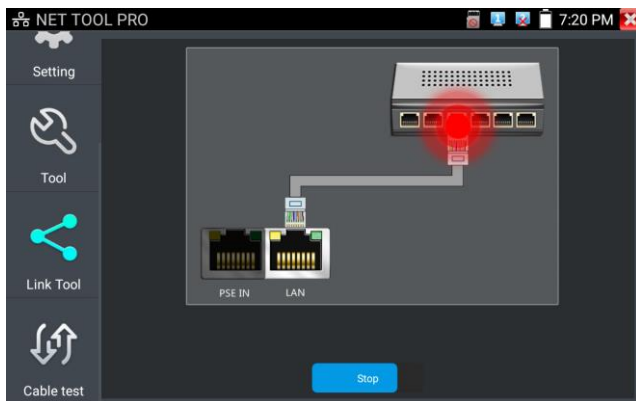 NET TOOL PRO
7:20 PM
Setting
Tool
Link Tool
Cable test
PSE IN
LAN
Stop